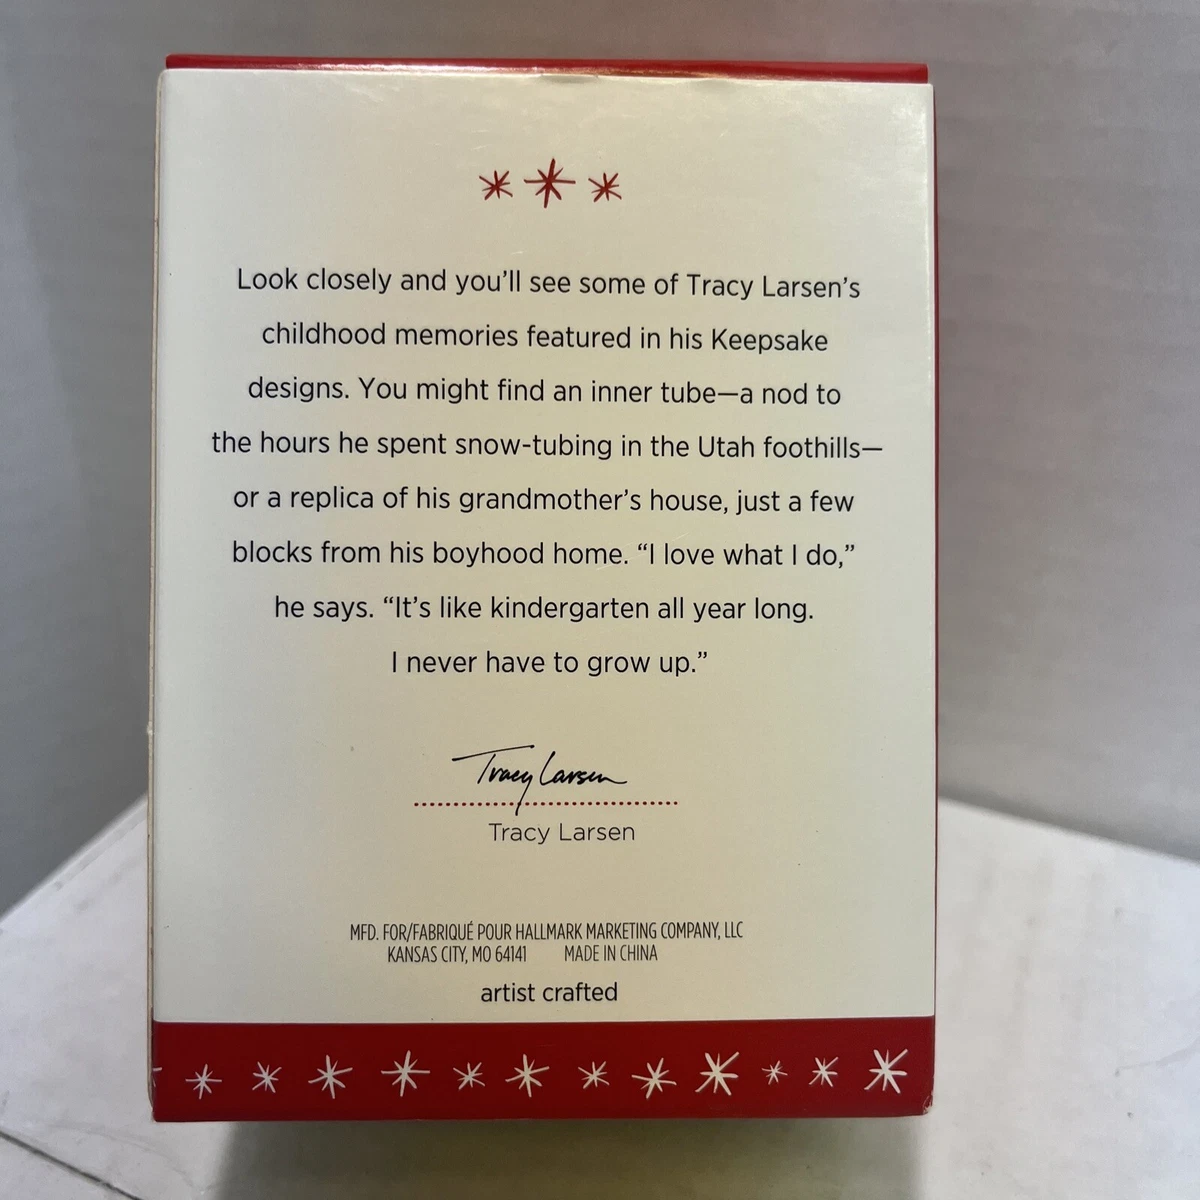 Look closely and you'll see some of Tracy Larsen's
childhood memories featured in his Keepsake
designs. You might find an inner tube—a nod to
the hours he spent snow-tubing in the Utah foothills—
or a replica of his grandmother's house, just a few
blocks from his boyhood home. “I love what I do,”
he says. “It's like kindergarten all year long.
I never have to grow up.”
Tracy Larsen
Tracy Larsen
MFD. FOR/FABRIQUÉ POUR HALLMARK MARKETING COMPANY, LLC
KANSAS CITY, MO 64141 MADE IN CHINA
artist crafted